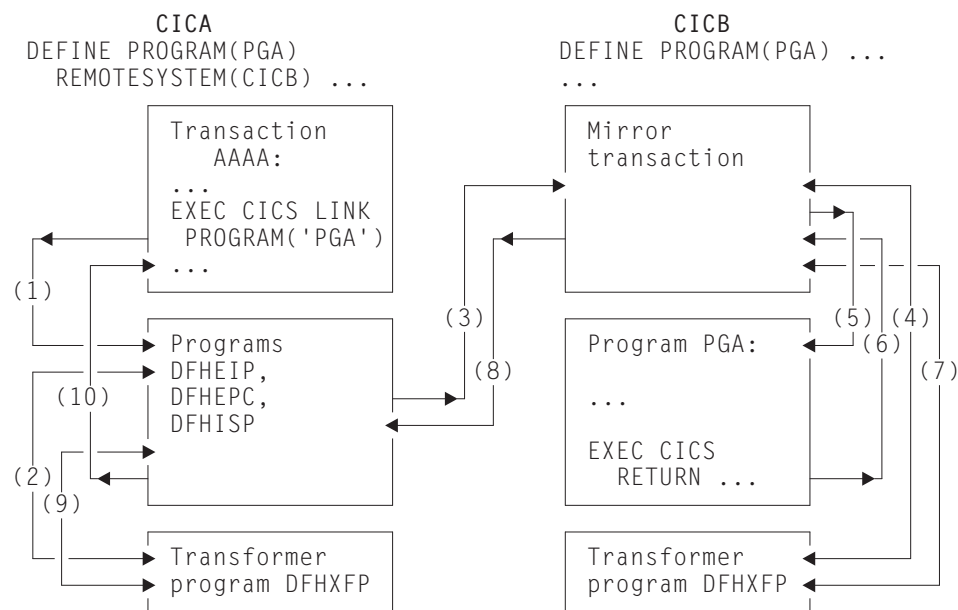 CICA
DEFINE PROGRAM(PGA)
REMOTESYSTEM(CICB) ...
CICB
DEFINE PROGRAM(PGA) ...
...
Transaction
AAAA:
...
EXEC CICS LINK
PROGRAM('PGA')
...
Mirror
transaction
(1)
(2)
(3)
(4)
(5)
(6)
(7)
(8)
(9)
(10)
Programs
DFHEIP,
DFHEPC,
DFHISP
Program PGA:
...
EXEC CICS
RETURN ...
Transformer
program DFHXFP
Transformer
program DFHXFP